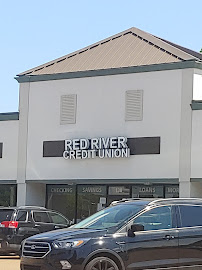 RED RIVER
CREDIT UNION
CHECKING SAVINGS LOANS